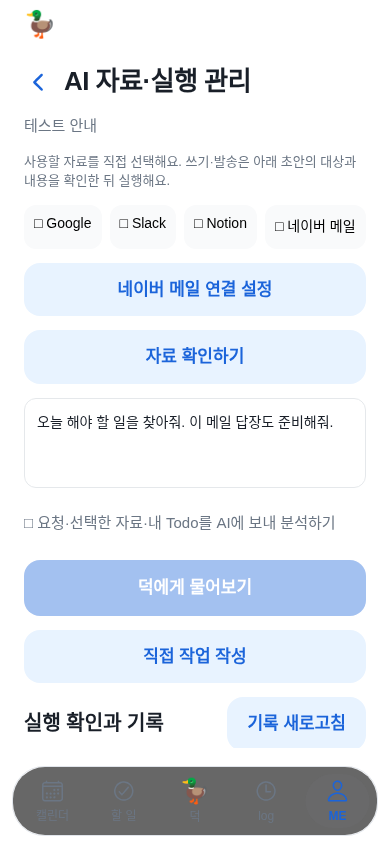 AI 자료·실행 관리
테스트 안내
사용할 자료를 직접 선택해요. 쓰기·발송은 아래 초안의 대상과
내용을 확인한 뒤 실행해요.
□ Google □ Slack □ Notion □ 네이버 메일
네이버 메일 연결 설정
자료 확인하기
오늘 해야 할 일을 찾아줘. 이 메일 답장도 준비해줘.
□ 요청·선택한 자료·내 Todo를 AI에 보내 분석하기
덕에게 물어보기
직접 작업 작성
실행 확인과 기록
기록 새로고침
캘린더 할 일 덕 log ME